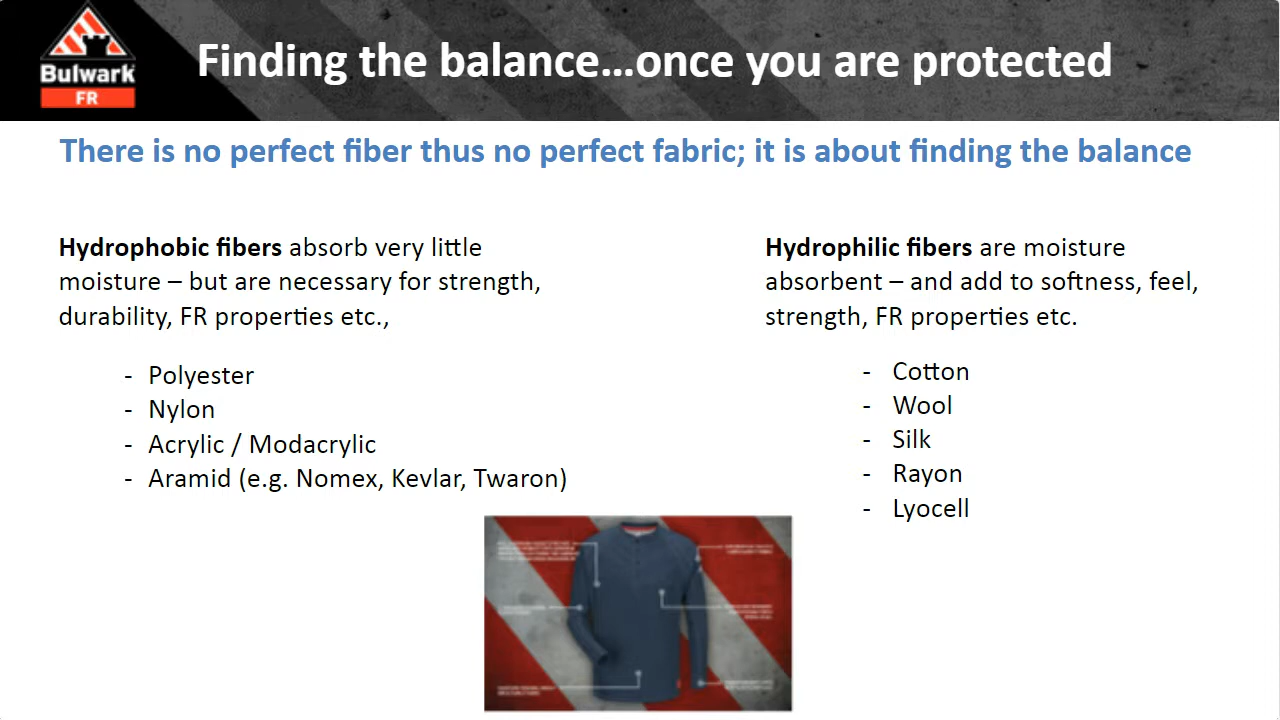 Bulwark
FR
Finding the balance...once you are protected
There is no perfect fiber thus no perfect fabric; it is about finding the balance
Hydrophobic fibers absorb very little
moisture – but are necessary for strength,
durability, FR properties etc.,
- Polyester
- Nylon
- Acrylic / Modacrylic
- Aramid (e.g. Nomex, Kevlar, Twaron)
Hydrophilic fibers are moisture
absorbent – and add to softness, feel,
strength, FR properties etc.
- Cotton
- Wool
- Silk
- Rayon
- Lyocell